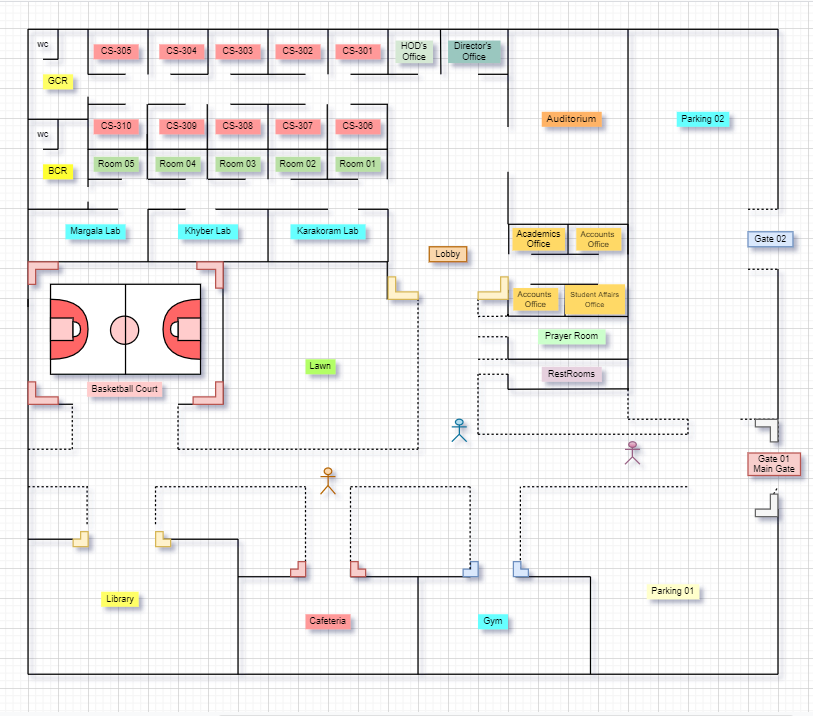 wc
CS-305
CS-304
CS-303
CS-302
CS-301
HOD's
Office
Director's
Office
GCR
Auditorium
Parking 02
wc
CS-310
CS-309
CS-308
CS-307
CS-306
BCR
Room 05
Room 04
Room 03
Room 02
Room 01
Margala Lab
Khyber Lab
Karakoram Lab
Academics
Office
Accounts
Office
Gate 02
Lobby
Accounts
Office
Student Affairs
Office
Prayer Room
Lawn
RestRooms
Basketball Court
Gate 01
Main Gate
Library
Cafeteria
Gym
Parking 01